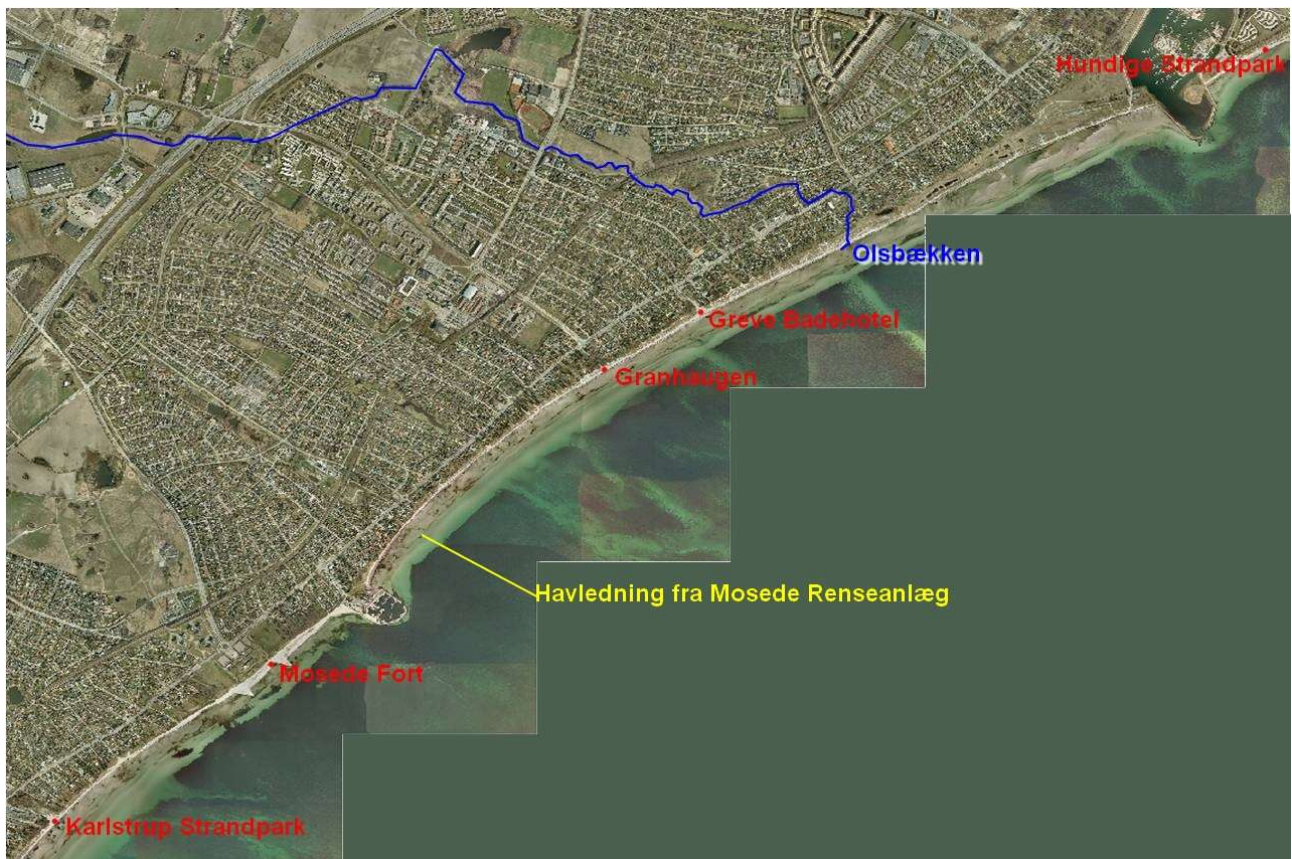 Hundige Strandpark
Olsbækken
Greve Badehotel
Granhaugen
Havledning fra Mosede Renseanlæg
Mosede Fort
Karlstrup Strandpark